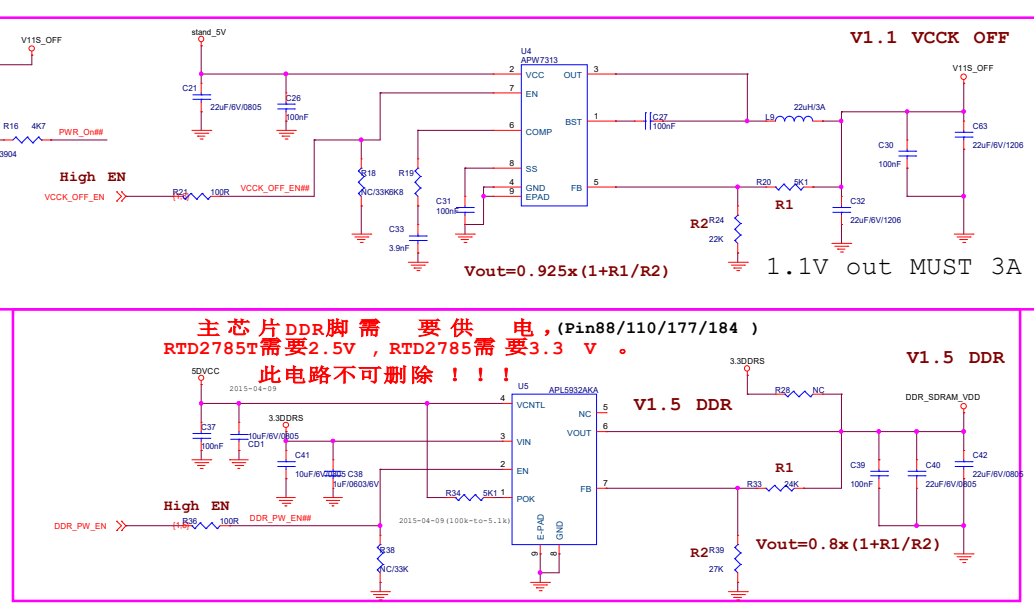 V1.1 VCCK OFF
V11S_OFF
stand_5V
U4
APW7313
V11S_OFF
2 VCC OUT 3
7 EN
C21
22uF/6V/0805
C26
100nF
BST 1
C27
100nF
L9
22uH/3A
C63
22uF/6V/1206
R16 4K7
PWR_On##
3904
6 COMP
C30
100nF
High EN
R18
NC/33K
R19
6K8
8 SS
VCCK_OFF_EN
R21 100R
VCCK_OFF_EN##
4 GND
9 EPAD
FB 5
R20 5K1
R1
C31
100nF
C32
22uF/6V/1206
R2
R24
22K
C33
3.9nF
Vout=0.925x(1+R1/R2)
1.1V out MUST 3A
主芯片DDR脚需 要供 电,(Pin88/110/177/184 )
RTD2785T需要2.5V ,RTD2785需要3.3 V 。
此电路不可删除 !!!
V1.5 DDR
5DVCC
2015-04-09
3.3DDRS
U5
APL5932AKA
3.3DDRS
R28 NC
DDR_SDRAM_VDD
4 VCNTL
NC 5
V1.5 DDR
C37
100nF
10uF/6V/0805
CD1
VOUT 6
3 VIN
C41
10uF/6V/0805
C38
1uF/0603/6V
2 EN
C39
100nF
C40
22uF/6V/0805
C42
22uF/6V/0805
R1
R33 24K
FB 7
R34 5K1
1 POK
High EN
DDR_PW_EN
R36 100R
DDR_PW_EN##
2015-04-09(100k-to-5.1k)
E-PAD
GND
9
8
R38
NC/33K
R2
R39
27K
Vout=0.8x(1+R1/R2)